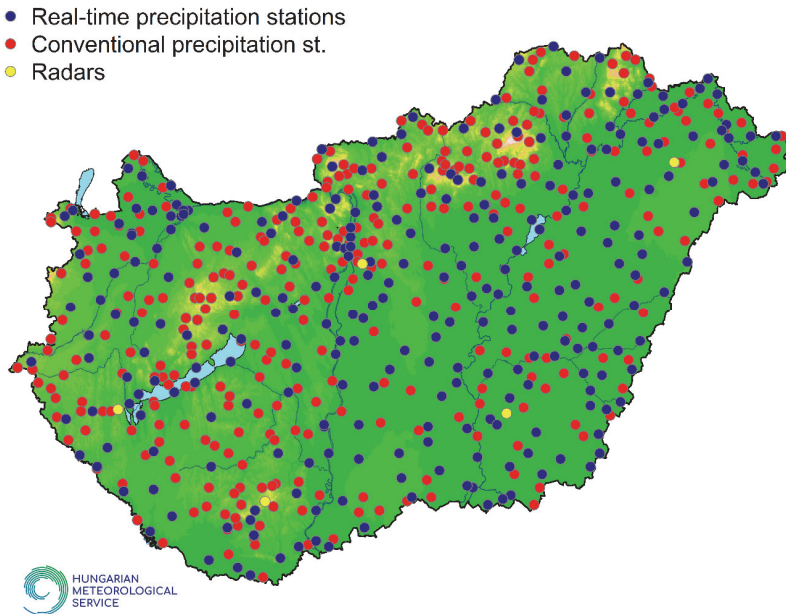 Real-time precipitation stations
Conventional precipitation st.
Radars
HUNGARIAN
METEOROLOGICAL
SERVICE